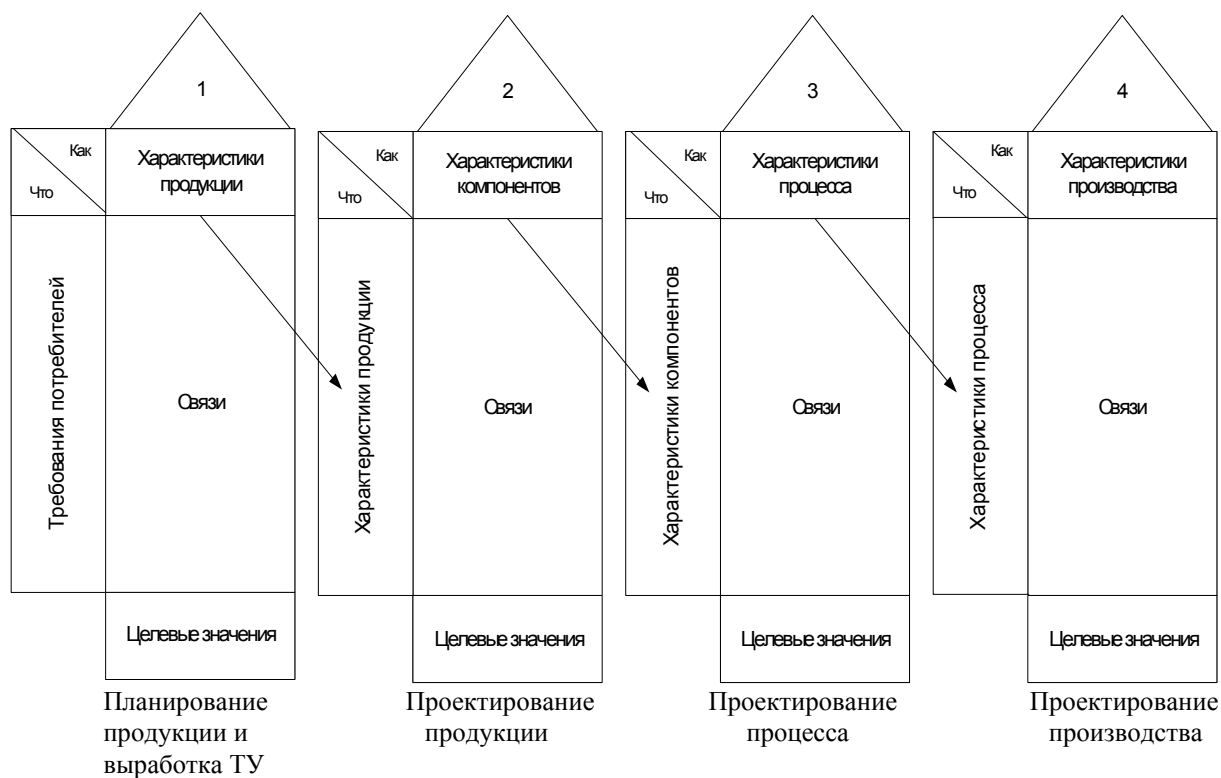 1
Как
Что
Характеристики
продукции
Требования потребителей
Связи
Целевые значения
Планирование
продукции и
выработка ТУ
2
Как
Что
Характеристики
компонентов
Характеристики продукции
Связи
Целевые значения
Проектирование
продукции
3
Как
Что
Характеристики
процесса
Характеристики компонентов
Связи
Целевые значения
Проектирование
процесса
4
Как
Что
Характеристики
производства
Характеристики процесса
Связи
Целевые значения
Проектирование
производства